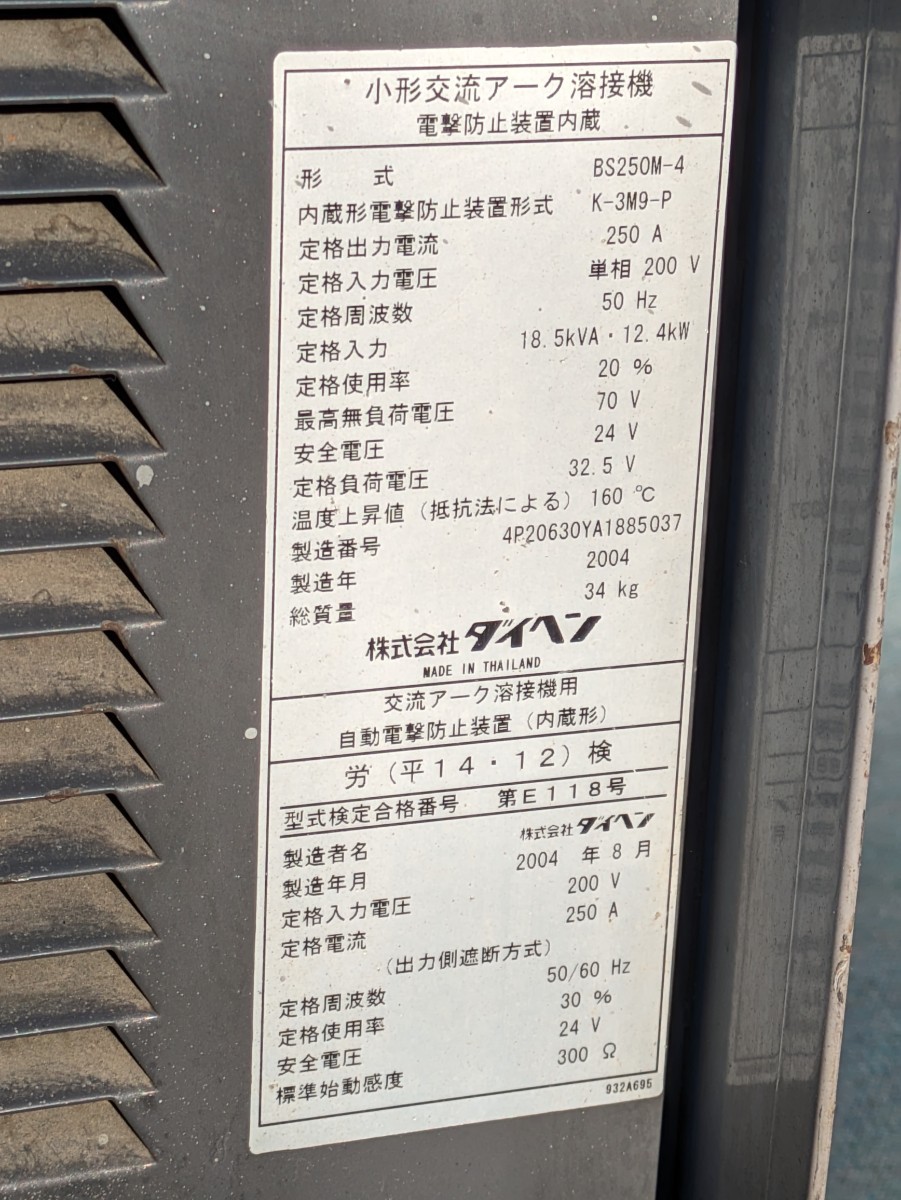 小形交流アーク溶接機
電撃防止装置内蔵
形　式 BS250M-4
内蔵形電撃防止装置形式 K-3M9-P
定格出力電流 250 A
定格入力電圧 単相 200 V
定格周波数 50 Hz
定格入力 18.5kVA・12.4kW
定格使用率 20 %
最高無負荷電圧 70 V
安全電圧 24 V
定格負荷電圧 32.5 V
温度上昇値（抵抗法による） 160 ℃
製造番号 4P20630YA1885037
製造年 2004
総質量 34 kg
株式会社 ダイヘン
MADE IN THAILAND
交流アーク溶接機用
自動電撃防止装置（内蔵形）
労（平１４・１２）検
型式検定合格番号 第Ｅ１１８号
製造者名 株式会社 ダイヘン
製造年月 2004 年 8 月
定格入力電圧 200 V
定格電流 250 A
（出力側遮断方式）
定格周波数 50/60 Hz
定格使用率 30 %
安全電圧 24 V
標準始動感度 300 Ω
932A695